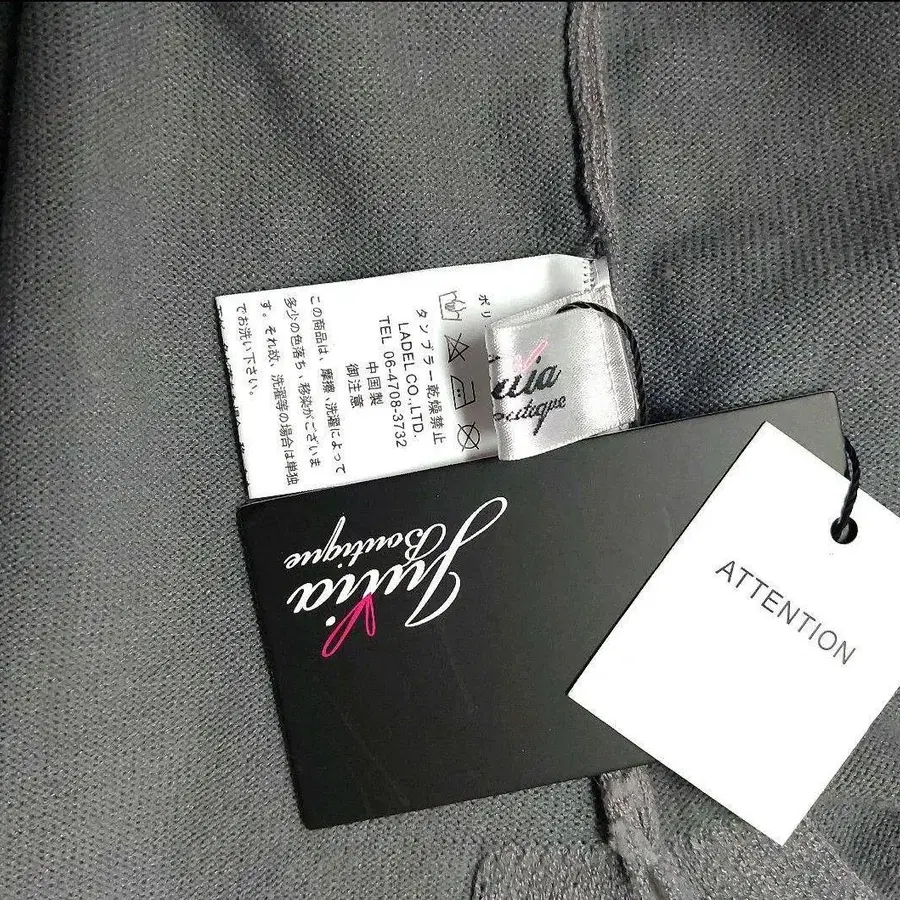 ポリ
タンブラー乾燥禁止
LADEL CO.,LTD.
TEL 06-4708-3732
中国製
御注意
この商品は、摩擦、洗濯によって
多少の色落ち・移染がございま
す。それ故、洗濯等の場合は単独
でお洗い下さい。
Boutique
Julia
Boutique
ATTENTION